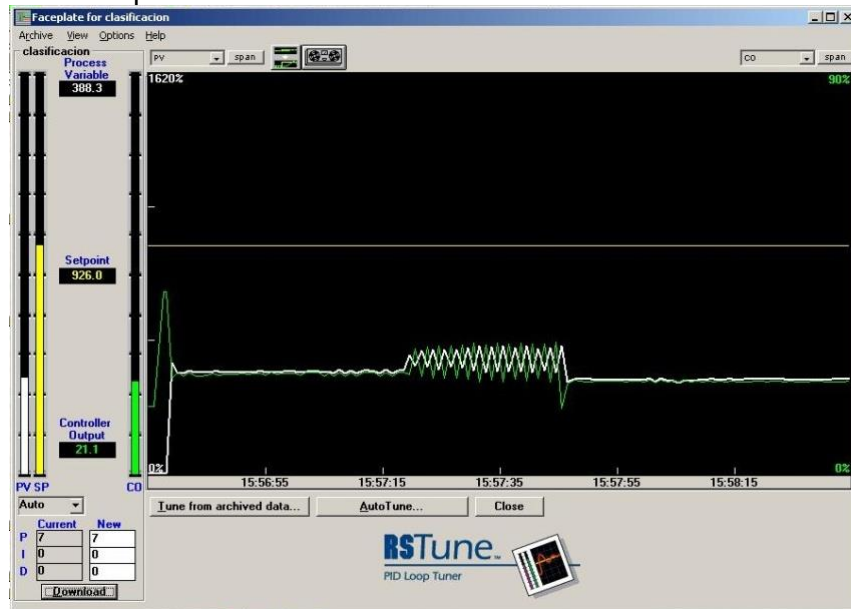 Faceplate for clasificacion
Archive View Options Help
clasificacion
Process
Variable
388.3
Setpoint
926.0
Controller
Output
21.1
PV SP CO
Auto
Current New
P 7 7
I 0 0
D 0 0
Download
PV span
CO span
1620% 90%
0% 0%
15:56:55 15:57:15 15:57:35 15:57:55 15:58:15
Tune from archived data... AutoTune... Close
RSTune™
PID Loop Tuner